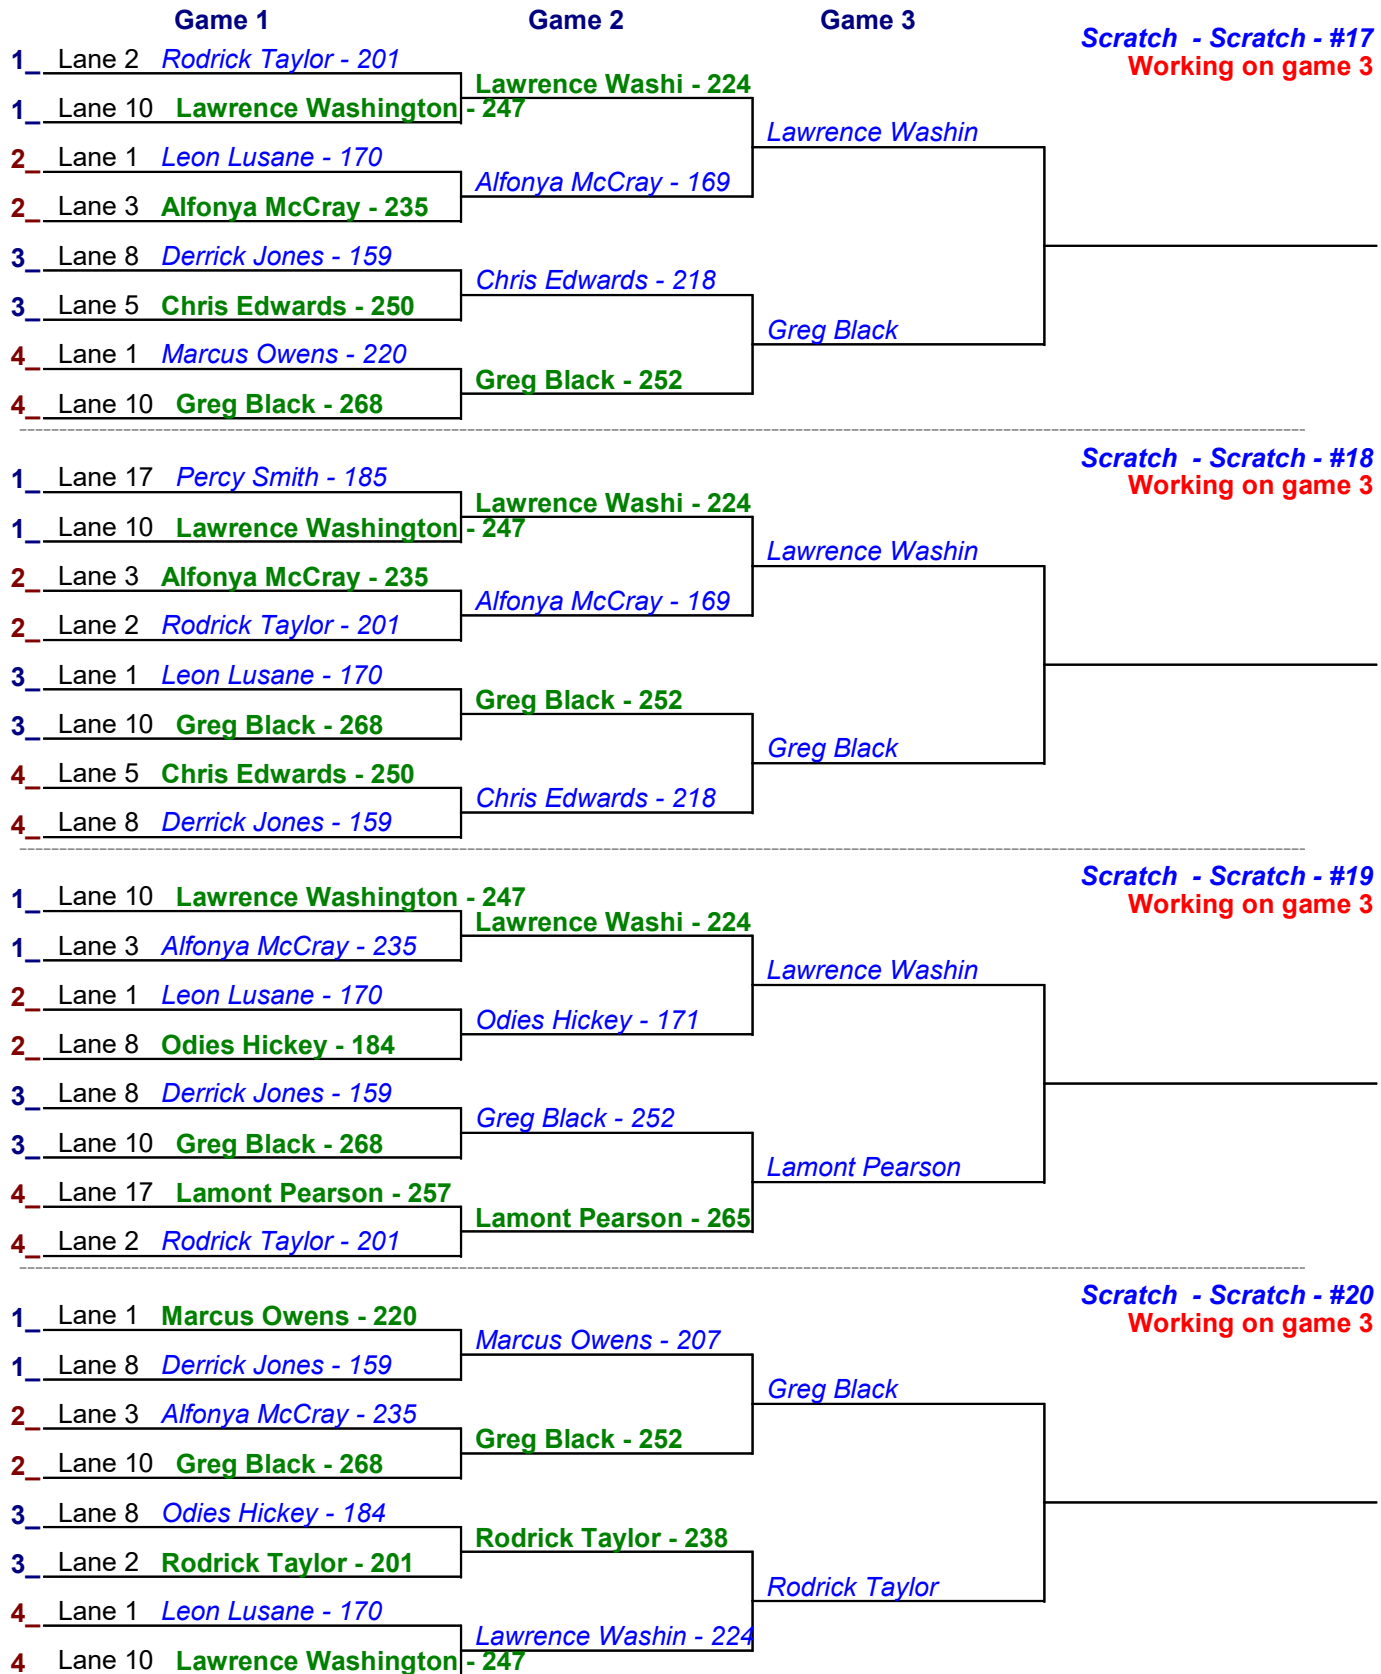 Game 1 Game 2 Game 3
Scratch - Scratch - #17
Working on game 3
1_ Lane 2 Rodrick Taylor - 201
Lawrence Washi - 224
1_ Lane 10 Lawrence Washington - 247
Lawrence Washin
2_ Lane 1 Leon Lusane - 170
Alfonya McCray - 169
2_ Lane 3 Alfonya McCray - 235
3_ Lane 8 Derrick Jones - 159
Chris Edwards - 218
3_ Lane 5 Chris Edwards - 250
Greg Black
4_ Lane 1 Marcus Owens - 220
Greg Black - 252
4_ Lane 10 Greg Black - 268
Scratch - Scratch - #18
Working on game 3
1_ Lane 17 Percy Smith - 185
Lawrence Washi - 224
1_ Lane 10 Lawrence Washington - 247
Lawrence Washin
2_ Lane 3 Alfonya McCray - 235
Alfonya McCray - 169
2_ Lane 2 Rodrick Taylor - 201
3_ Lane 1 Leon Lusane - 170
Greg Black - 252
3_ Lane 10 Greg Black - 268
Greg Black
4_ Lane 5 Chris Edwards - 250
Chris Edwards - 218
4_ Lane 8 Derrick Jones - 159
Scratch - Scratch - #19
Working on game 3
1_ Lane 10 Lawrence Washington - 247
Lawrence Washi - 224
1_ Lane 3 Alfonya McCray - 235
Lawrence Washin
2_ Lane 1 Leon Lusane - 170
Odies Hickey - 171
2_ Lane 8 Odies Hickey - 184
3_ Lane 8 Derrick Jones - 159
Greg Black - 252
3_ Lane 10 Greg Black - 268
Lamont Pearson
4_ Lane 17 Lamont Pearson - 257
Lamont Pearson - 265
4_ Lane 2 Rodrick Taylor - 201
Scratch - Scratch - #20
Working on game 3
1_ Lane 1 Marcus Owens - 220
Marcus Owens - 207
1_ Lane 8 Derrick Jones - 159
Greg Black
2_ Lane 3 Alfonya McCray - 235
Greg Black - 252
2_ Lane 10 Greg Black - 268
3_ Lane 8 Odies Hickey - 184
Rodrick Taylor - 238
3_ Lane 2 Rodrick Taylor - 201
Rodrick Taylor
4_ Lane 1 Leon Lusane - 170
Lawrence Washin - 224
4 Lane 10 Lawrence Washington - 247